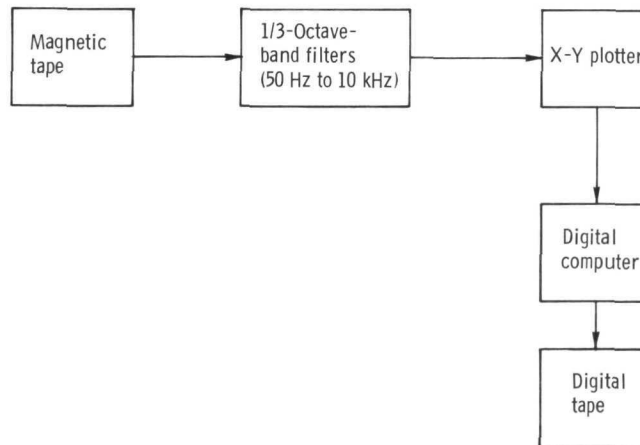 Magnetic
tape
1/3-Octave-
band filters
(50 Hz to 10 kHz)
X-Y plotter
Digital
computer
Digital
tape